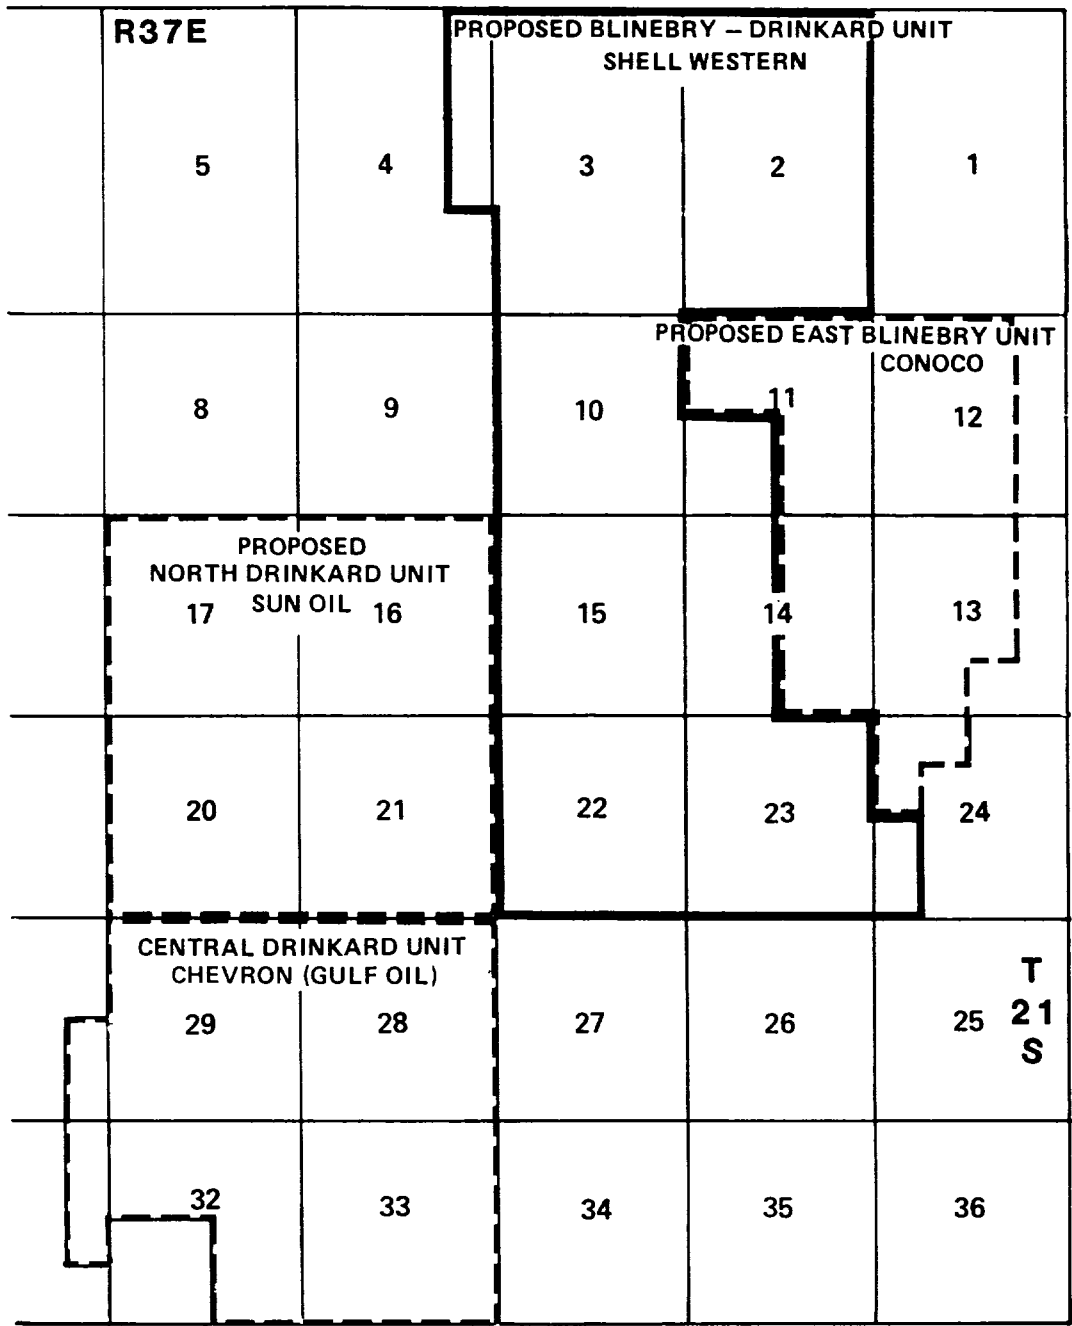 R37E
PROPOSED BLINEBRY – DRINKARD UNIT
SHELL WESTERN
5 4 3 2 1
PROPOSED EAST BLINEBRY UNIT
CONOCO
8 9 10 11 12
PROPOSED
NORTH DRINKARD UNIT
SUN OIL
17 16 15 14 13
20 21 22 23 24
CENTRAL DRINKARD UNIT
CHEVRON (GULF OIL)
T
21
S
29 28 27 26 25
32 33 34 35 36